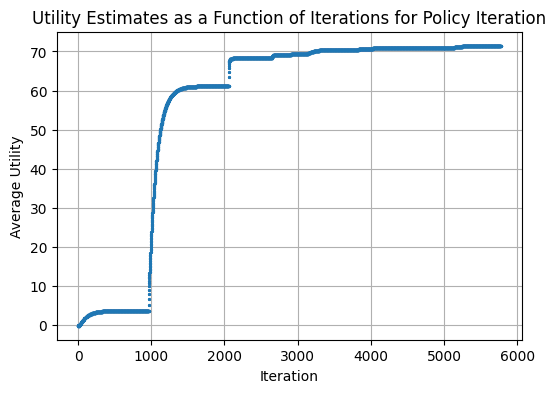 Utility Estimates as a Function of Iterations for Policy Iteration
70
60
50
40
30
20
10
0
Average Utility
0 1000 2000 3000 4000 5000 6000
Iteration